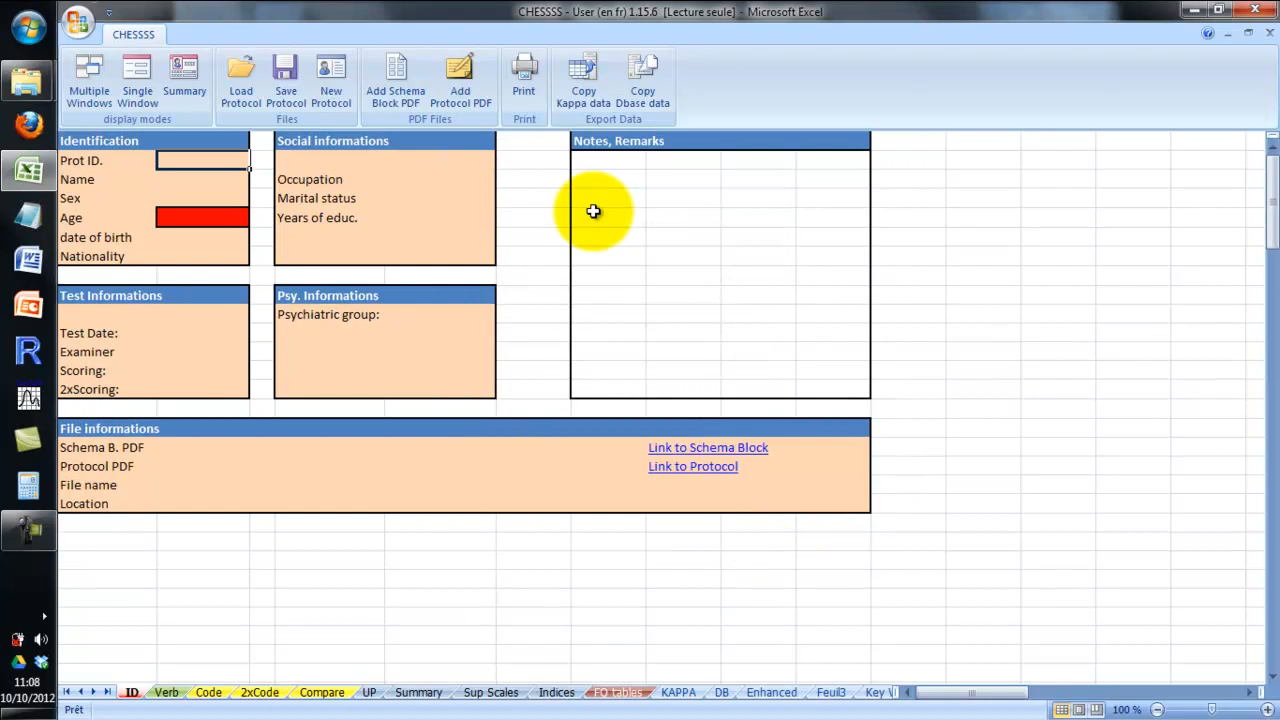 CHESSSS - User (en fr) 1.15.6 [Lecture seule] - Microsoft Excel
CHESSSS
Multiple Windows
Single Window
Summary
Load Protocol
Save Protocol
New Protocol
Add Schema Block PDF
Add Protocol PDF
Print
Copy Kappa data
Copy Dbase data
display modes
Files
PDF Files
Print
Export Data
Identification
Prot ID.
Name
Sex
Age
date of birth
Nationality
Social informations
Occupation
Marital status
Years of educ.
Notes, Remarks
Test Informations
Test Date:
Examiner
Scoring:
2xScoring:
Psy. Informations
Psychiatric group:
File informations
Schema B. PDF
Link to Schema Block
Protocol PDF
Link to Protocol
File name
Location
ID Verb Code 2xCode Compare UP Summary Sup Scales Indices FQ tables KAPPA DB Enhanced Feuil3 Key
Prêt
100 %
11:08
10/10/2012